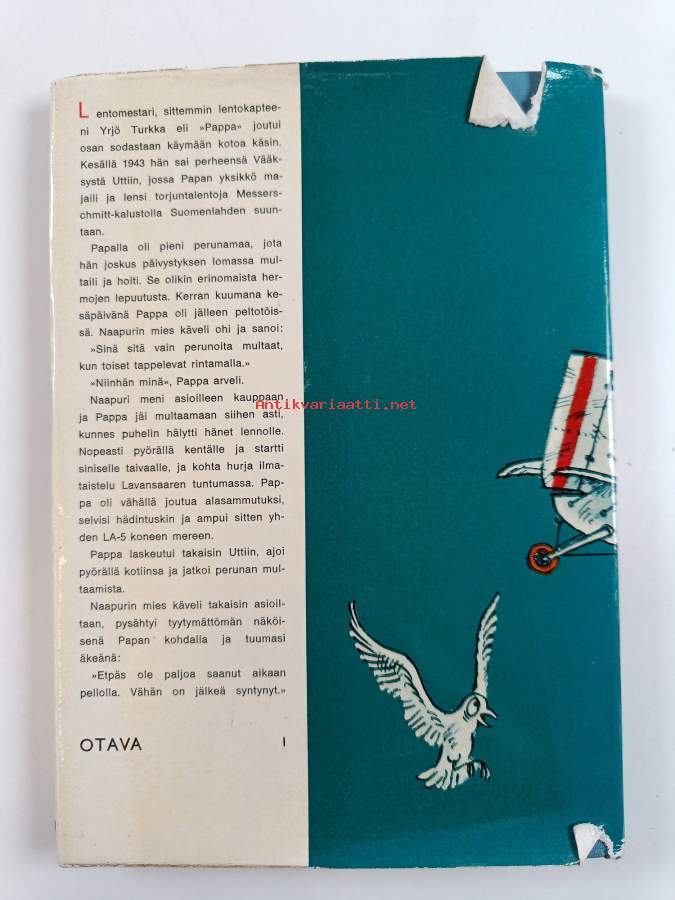 Lentomestari, sittemmin lentokaptee-
ni Yrjö Turkka eli »Pappa» joutui
osan sodastaan käymään kotoa käsin.
Kesällä 1943 hän sai perheensä Vääk-
systä Uttiin, jossa Papan yksikkö ma-
jaili ja lensi torjuntalentoja Messer-
schmitt-kalustolla Suomenlahden suun-
taan.
Papalla oli pieni perunamaa, jota
hän joskus päivystyksen lomassa mul-
taili ja hoiti. Se olikin erinomaista her-
mojen lepuutusta. Kerran kuumana ke-
säpäivänä Pappa oli jälleen peltotöis-
sä. Naapurin mies käveli ohi ja sanoi:
»Sinä sitä vain perunoita multaat,
kun toiset tappelevat rintamalla.»
»Niinhän minä», Pappa arveli.
Naapuri meni asioilleen kauppaan
ja Pappa jäi multaamaan siihen asti,
Antikvariaatti.net
kunnes puhelin hälytti hänet lennolle.
Nopeasti pyörällä kentälle ja startti
siniselle taivaalle, ja kohta hurja ilma-
taistelu Lavansaaren tuntumassa. Pap-
pa oli vähällä joutua alasammutuksi,
selvisi hädintuskin ja ampui sitten yh-
den LA-5 koneen mereen.
Pappa laskeutui takaisin Uttiin, ajoi
pyörällä kotiinsa ja jatkoi perunan mul-
taamista.
Naapurin mies käveli takaisin asioil-
taan, pysähtyi tyytymättömän näköi-
senä Papan kohdalla ja tuumasi
äkeänä:
»Etpäs ole paljoa saanut aikaan
pellolla. Vähän on jälkeä syntynyt.»
OTAVA I